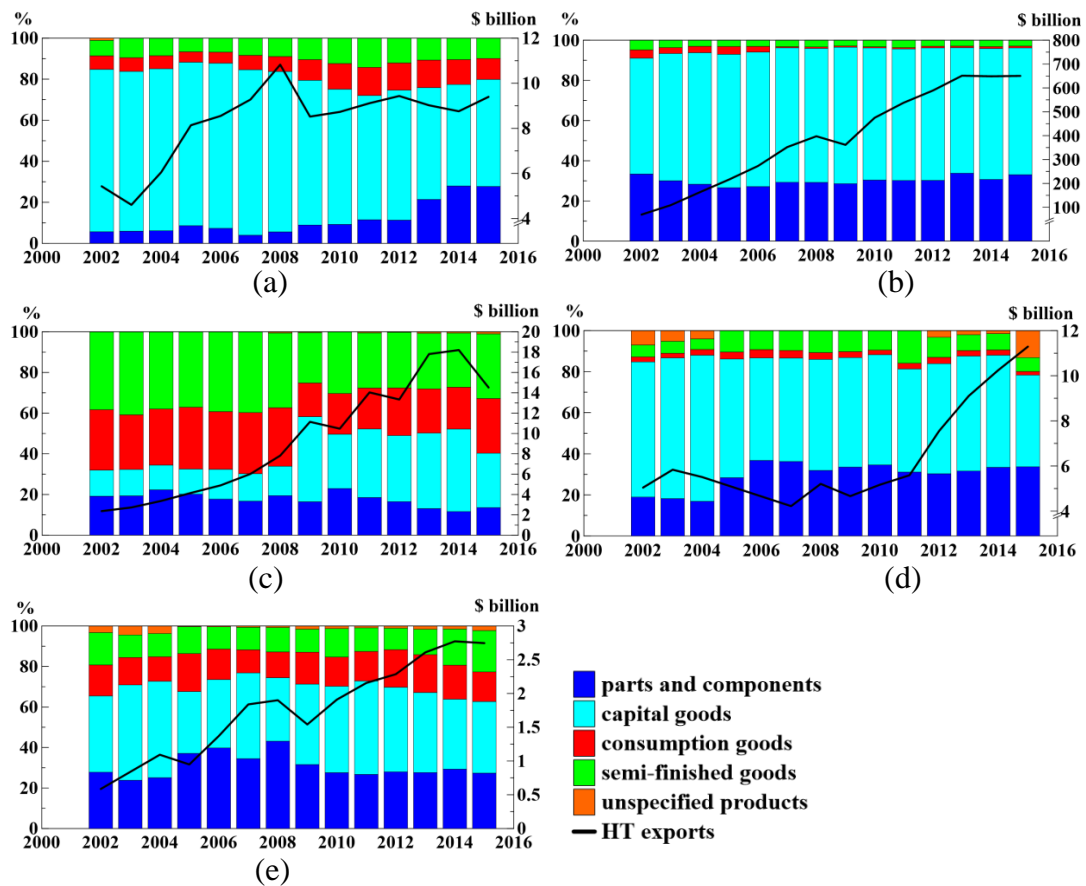 % $ billion % $ billion
100 12 100 800
80 10 80 700
60 8 60 600
40 6 40 500
20 4 20 400
0 0 300
200
100
2000 2002 2004 2006 2008 2010 2012 2014 2016 2000 2002 2004 2006 2008 2010 2012 2014 2016
(a) (b)
% $ billion % $ billion
100 20 100 12
80 18 80 10
60 16 60 8
40 14 40 6
20 12 20 4
0 10 0
8
6
4
2
0
2000 2002 2004 2006 2008 2010 2012 2014 2016 2000 2002 2004 2006 2008 2010 2012 2014 2016
(c) (d)
% $ billion
100 3
80 2.5
60 2
40 1.5
20 1
0 0.5
0
2000 2002 2004 2006 2008 2010 2012 2014 2016
(e)
parts and components
capital goods
consumption goods
semi-finished goods
unspecified products
HT exports